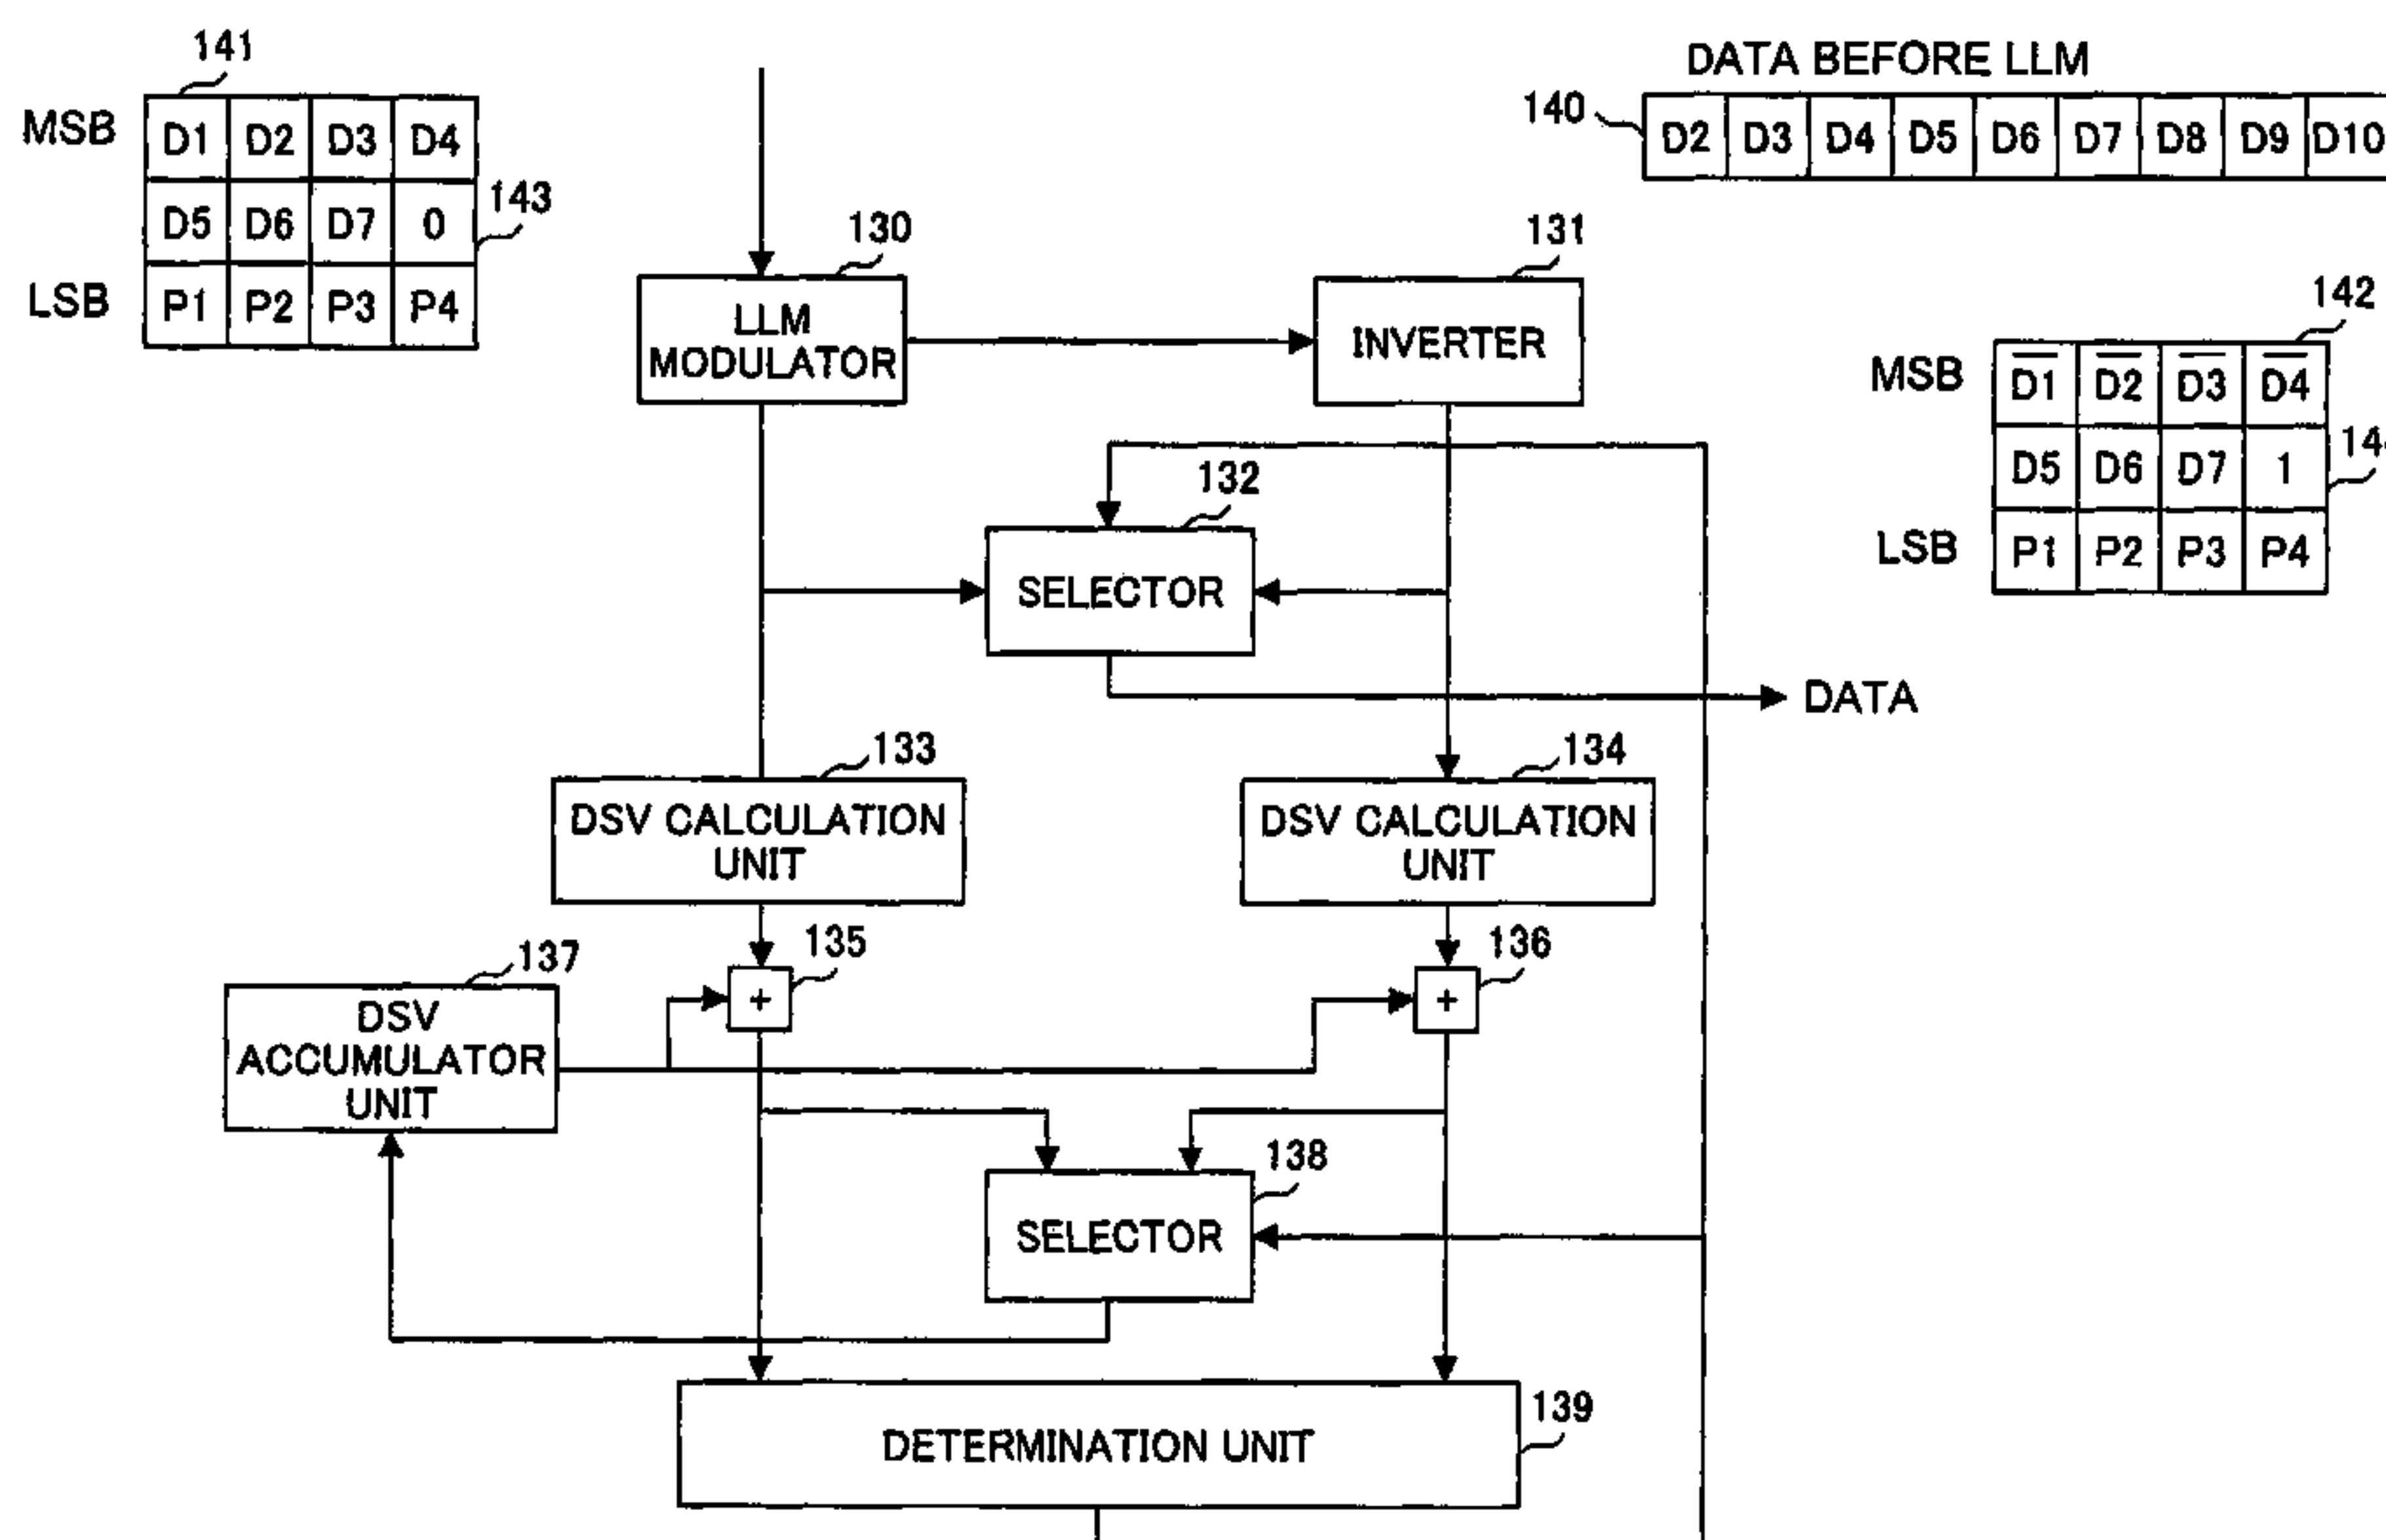 141
MSB D1 D2 D3 D4
D5 D6 D7 0 143
LSB P1 P2 P3 P4
DATA BEFORE LLM
140 D2 D3 D4 D5 D6 D7 D8 D9 D10
130
LLM
MODULATOR
131
INVERTER
142
MSB D1 D2 D3 D4
D5 D6 D7 1
LSB P1 P2 P3 P4
132
SELECTOR
DATA
133
DSV CALCULATION
UNIT
134
DSV CALCULATION
UNIT
135
+
136
+
137
DSV
ACCUMULATOR
UNIT
138
SELECTOR
139
DETERMINATION UNIT